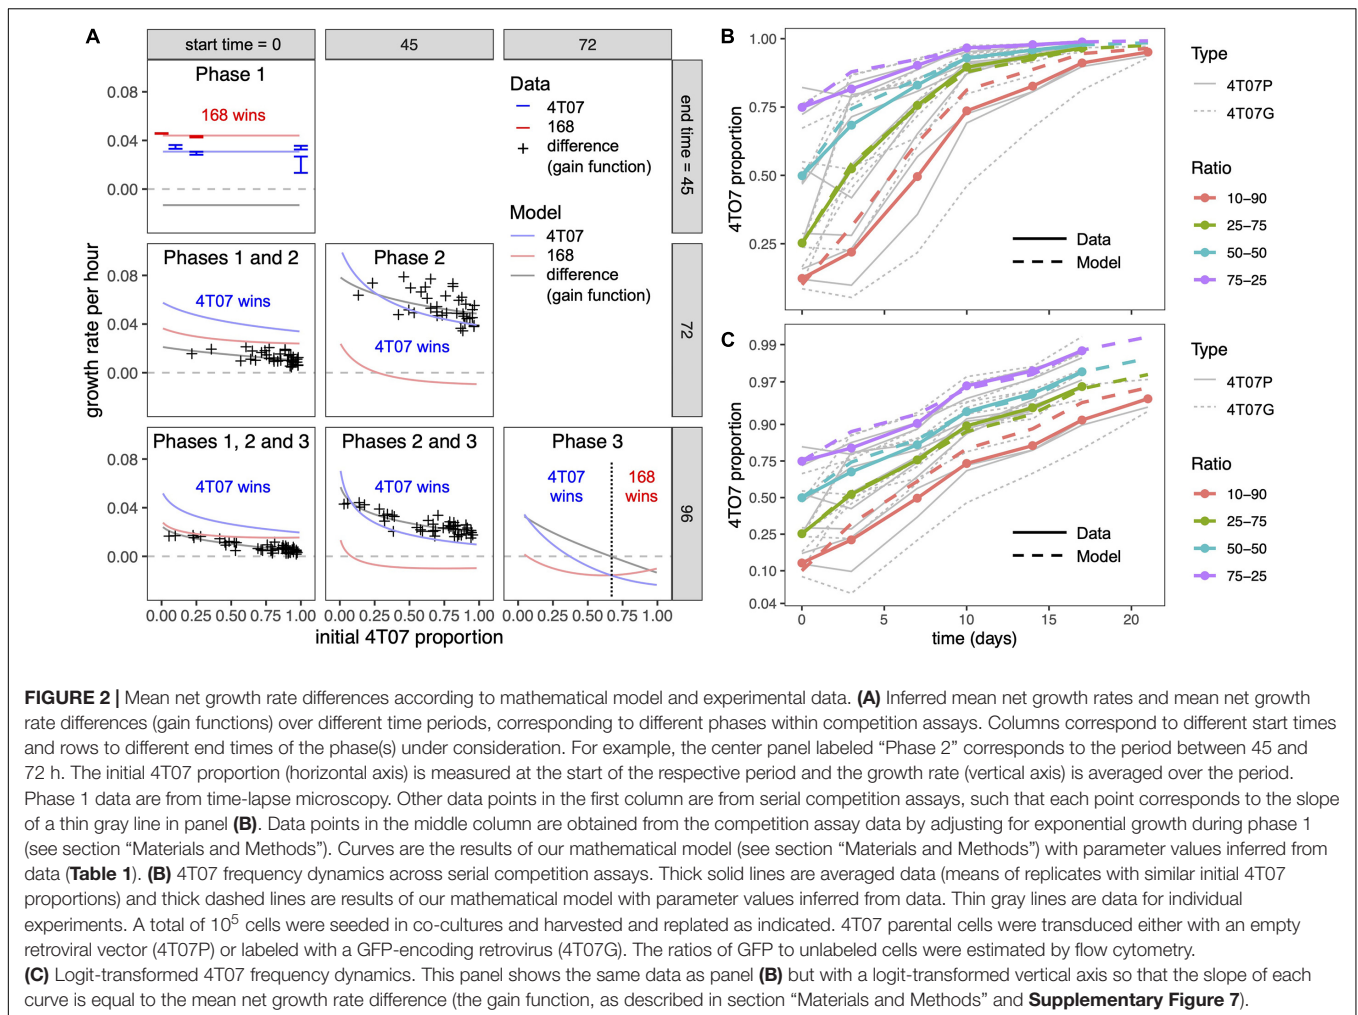 A
start time = 0
45
72
Phase 1
168 wins
0.08
0.04
0.00
Data
4T07
168
difference
(gain function)
end time = 45
Model
4T07
168
difference
(gain function)
Phases 1 and 2
4T07 wins
0.08
0.04
0.00
Phase 2
4T07 wins
72
growth rate per hour
Phases 1, 2 and 3
4T07 wins
0.08
0.04
0.00
Phases 2 and 3
4T07 wins
Phase 3
4T07
wins
168
wins
96
0.00 0.25 0.50 0.75 1.00
0.00 0.25 0.50 0.75 1.00
0.00 0.25 0.50 0.75 1.00
initial 4T07 proportion
B
1.00
0.75
0.50
0.25
4TO7 proportion
Data
Model
Type
4T07P
4T07G
Ratio
10–90
25–75
50–50
75–25
C
0.99
0.97
0.90
0.75
0.50
0.25
0.10
0.04
4TO7 proportion
Data
Model
0 5 10 15 20
time (days)
Type
4T07P
4T07G
Ratio
10–90
25–75
50–50
75–25
FIGURE 2 | Mean net growth rate differences according to mathematical model and experimental data. (A) Inferred mean net growth rates and mean net growth
rate differences (gain functions) over different time periods, corresponding to different phases within competition assays. Columns correspond to different start times
and rows to different end times of the phase(s) under consideration. For example, the center panel labeled “Phase 2” corresponds to the period between 45 and
72 h. The initial 4T07 proportion (horizontal axis) is measured at the start of the respective period and the growth rate (vertical axis) is averaged over the period.
Phase 1 data are from time-lapse microscopy. Other data points in the first column are from serial competition assays, such that each point corresponds to the slope
of a thin gray line in panel (B). Data points in the middle column are obtained from the competition assay data by adjusting for exponential growth during phase 1
(see section “Materials and Methods”). Curves are the results of our mathematical model (see section “Materials and Methods”) with parameter values inferred from
data (Table 1). (B) 4T07 frequency dynamics across serial competition assays. Thick solid lines are averaged data (means of replicates with similar initial 4T07
proportions) and thick dashed lines are results of our mathematical model with parameter values inferred from data. Thin gray lines are data for individual
experiments. A total of 10⁵ cells were seeded in co-cultures and harvested and replated as indicated. 4T07 parental cells were transduced either with an empty
retroviral vector (4T07P) or labeled with a GFP-encoding retrovirus (4T07G). The ratios of GFP to unlabeled cells were estimated by flow cytometry.
(C) Logit-transformed 4T07 frequency dynamics. This panel shows the same data as panel (B) but with a logit-transformed vertical axis so that the slope of each
curve is equal to the mean net growth rate difference (the gain function, as described in section “Materials and Methods” and Supplementary Figure 7).